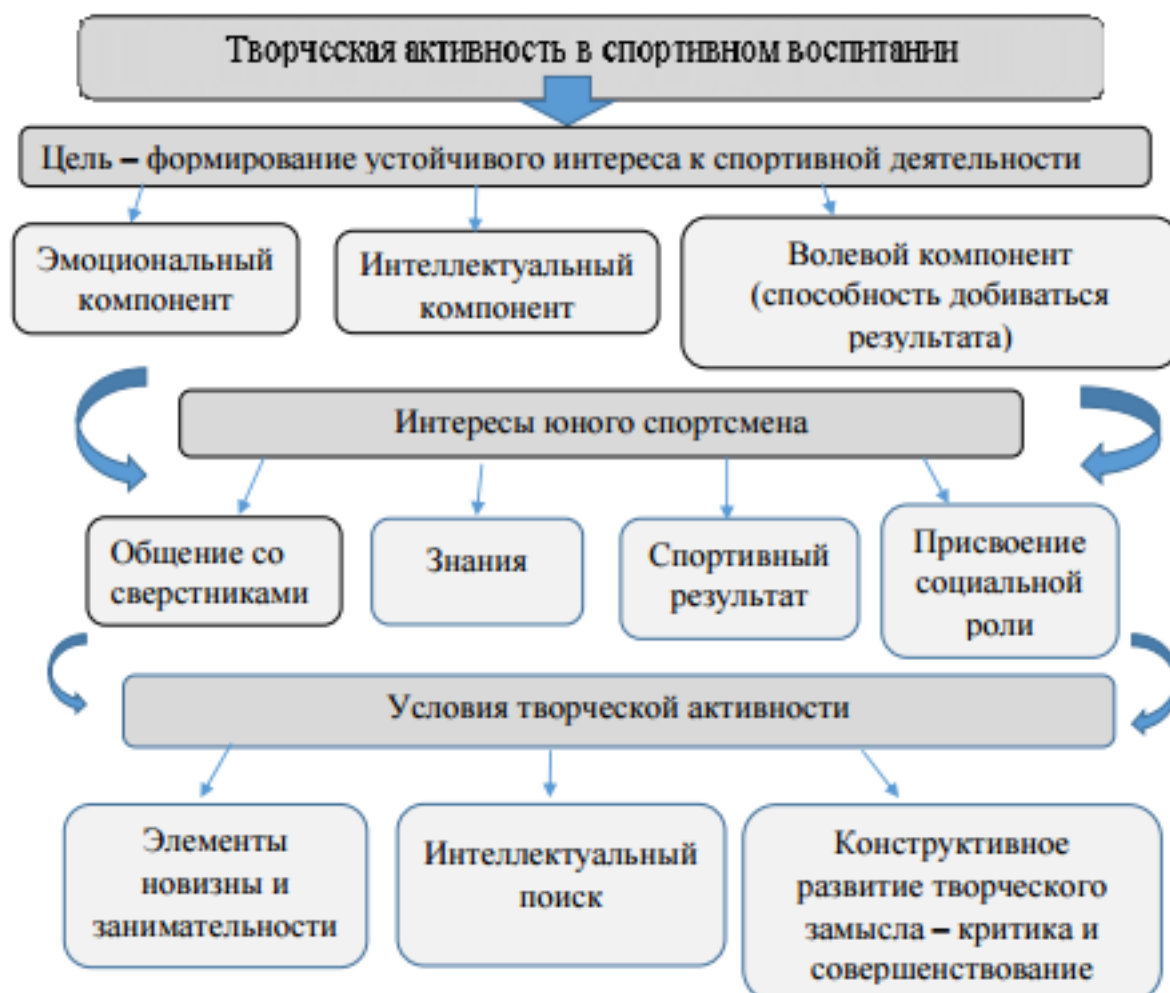 Творчсская активность в спортивном воспитании
Цель – формирование устойчивого интереса к спортивной деятельности
Эмоциональный
компонент
Интеллектуальный
компонент
Волевой компонент
(способность добиваться
результата)
Интересы юного спортсмена
Общение со
сверстниками
Знания
Спортивный
результат
Присвоение
социальной
роли
Условия творческой активности
Элементы
новизны и
занимательности
Интеллектуальный
поиск
Конструктивное
развитие творческого
замысла – критика и
совершенствование